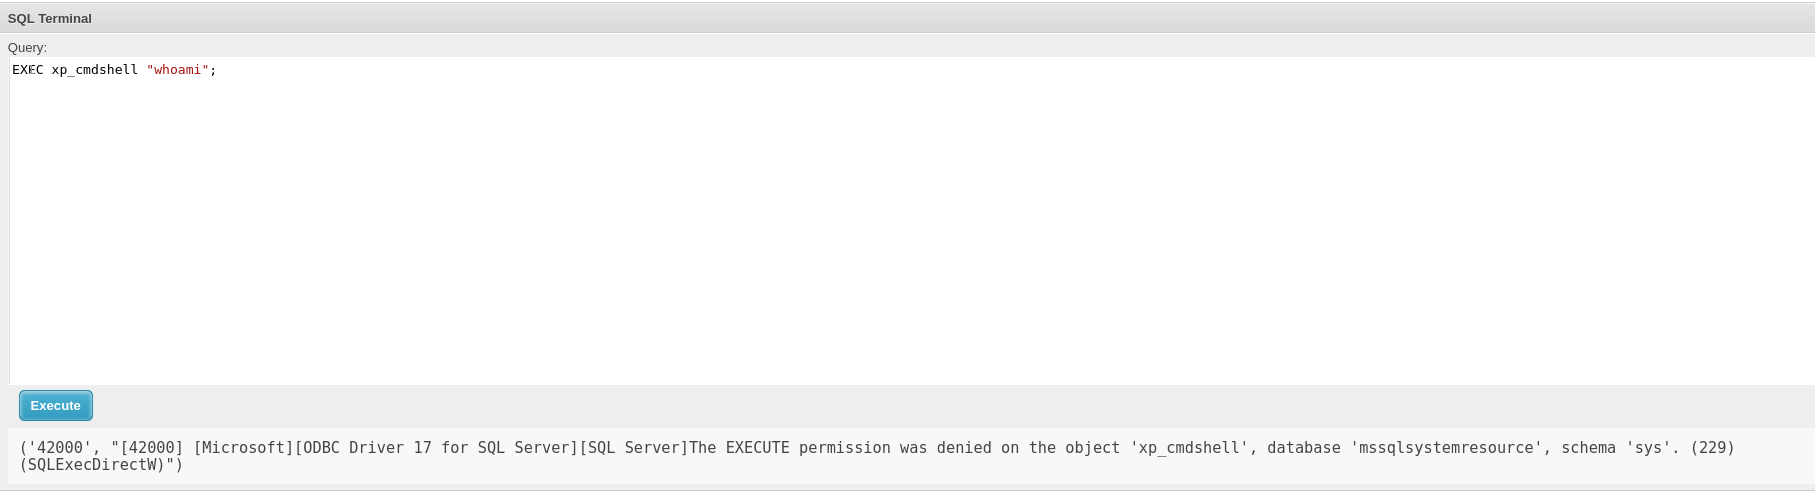 SQL Terminal
Query:
EXEC xp_cmdshell "whoami";
Execute
('42000', "[42000] [Microsoft][ODBC Driver 17 for SQL Server][SQL Server]The EXECUTE permission was denied on the object 'xp_cmdshell', database 'mssqlsystemresource', schema 'sys'. (229)
(SQLExecDirectW)")